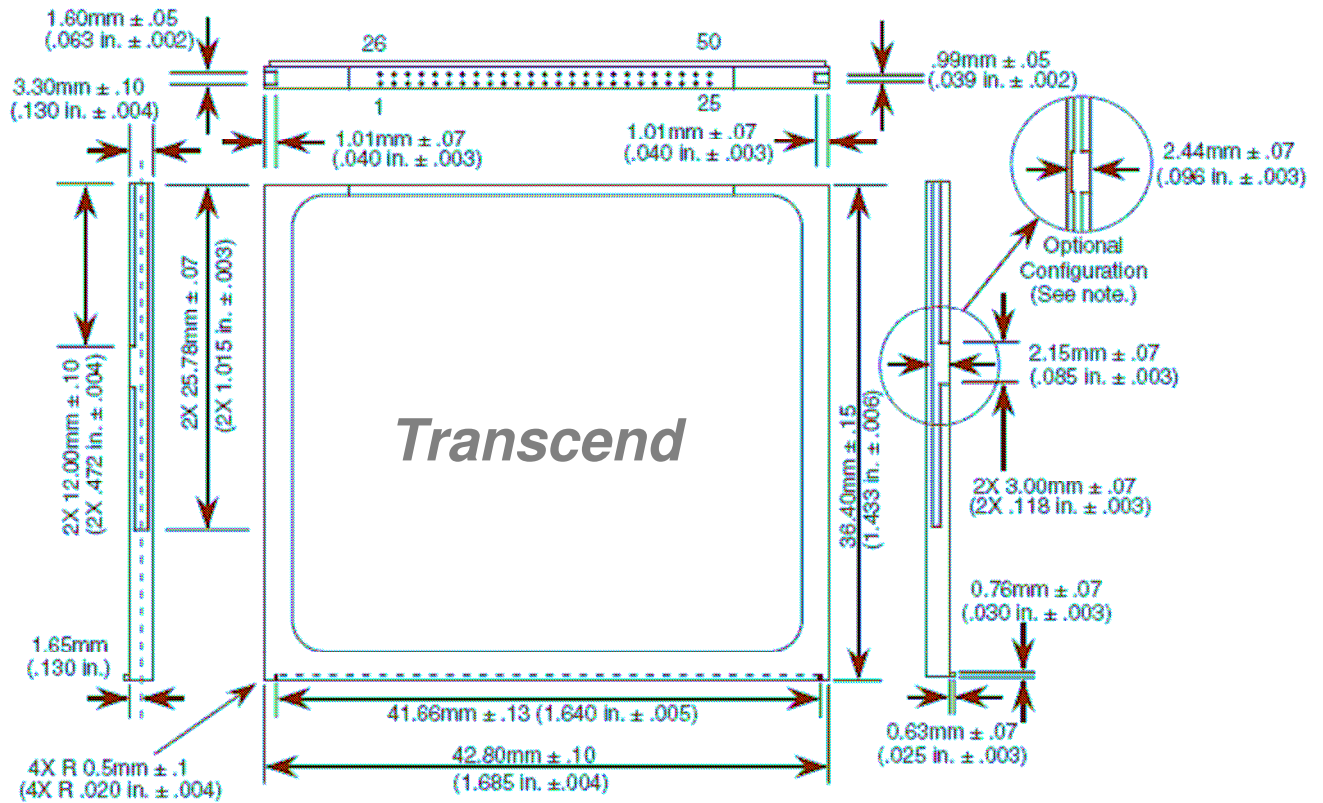 1.60mm ± .05
(.063 in. ± .002)
26
50
.99mm ± .05
(.039 in. ± .002)
3.30mm ± .10
(.130 in. ± .004)
1
25
1.01mm ± .07
(.040 in. ± .003)
1.01mm ± .07
(.040 in. ± .003)
2.44mm ± .07
(.096 in. ± .003)
Optional
Configuration
(See note.)
2X 12.00mm ± .10
(2X .472 in. ± .004)
2X 25.78mm ± .07
(2X 1.015 in. ± .003)
Transcend
36.40mm ± .15
(1.433 in. ± .006)
2.15mm ± .07
(.085 in. ± .003)
2X 3.00mm ± .07
(2X .118 in. ± .003)
0.76mm ± .07
(.030 in. ± .003)
1.65mm
(.130 in.)
41.66mm ± .13 (1.640 in. ± .005)
0.63mm ± .07
(.025 in. ± .003)
42.80mm ± .10
(1.685 in. ±.004)
4X R 0.5mm ± .1
(4X R .020 in. ± .004)